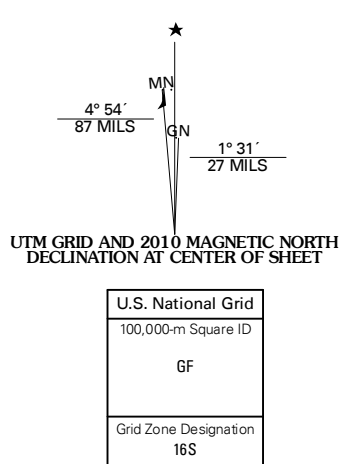 MN
4° 54´
87 MILS
GN
1° 31´
27 MILS
UTM GRID AND 2010 MAGNETIC NORTH
DECLINATION AT CENTER OF SHEET
U.S. National Grid
100,000-m Square ID
GF
Grid Zone Designation
16S